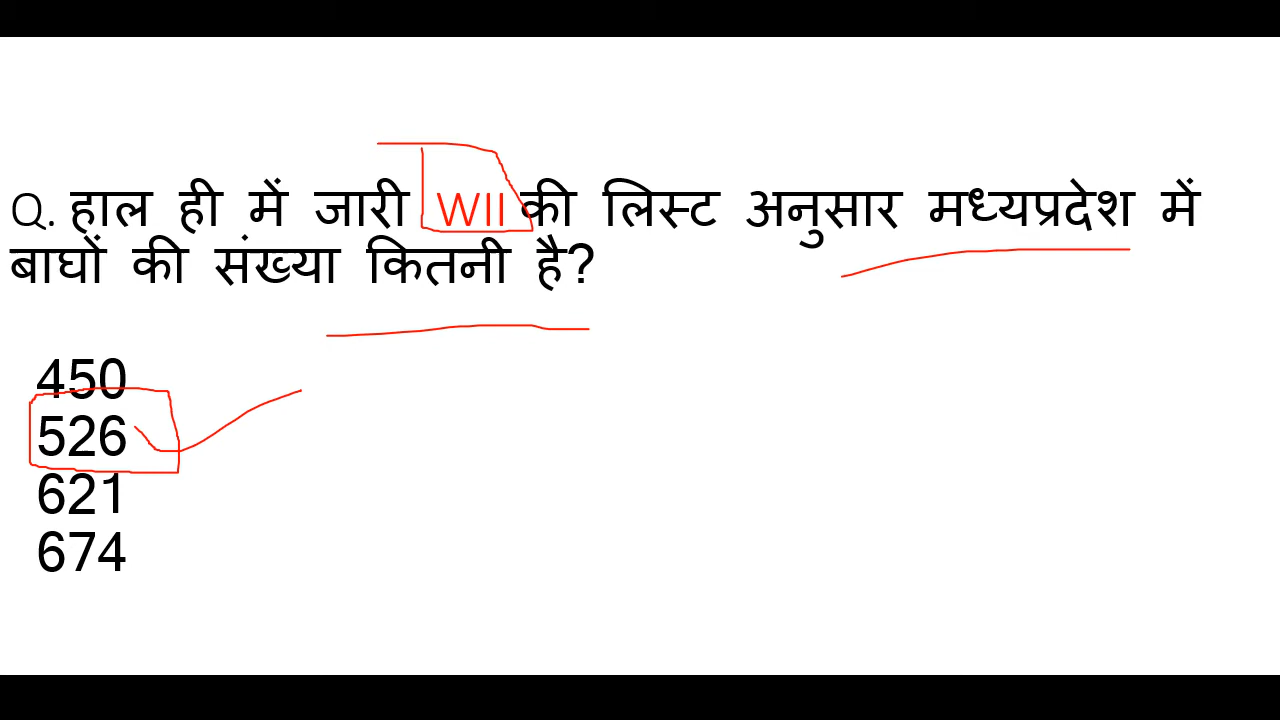 Q. हाल ही में जारी WII की लिस्ट अनुसार मध्यप्रदेश में
बाघों की संख्या कितनी है?
450
526
621
674